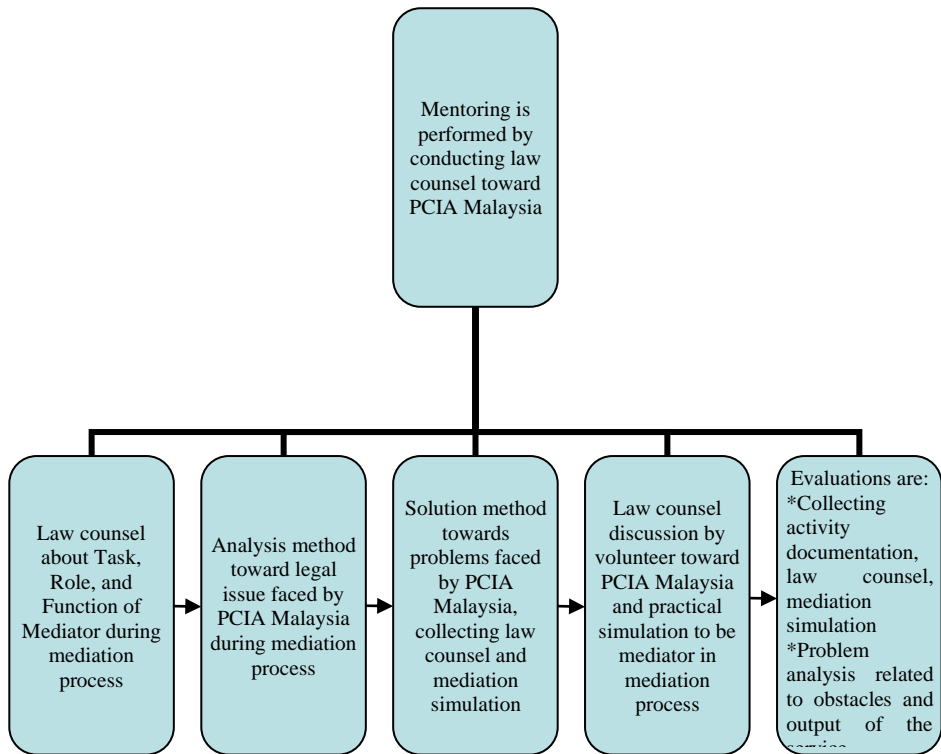 Mentoring is
performed by
conducting law
counsel toward
PCIA Malaysia
Law counsel
about Task,
Role, and
Function of
Mediator during
mediation
process
Analysis method
toward legal
issue faced by
PCIA Malaysia
during mediation
process
Solution method
towards
problems faced
by PCIA
Malaysia,
collecting law
counsel and
mediation
simulation
Law counsel
discussion by
volunteer toward
PCIA Malaysia
and practical
simulation to be
mediator in
mediation
process
Evaluations are:
*Collecting
activity
documentation,
law counsel,
mediation
simulation
*Problem
analysis related
to obstacles and
output of the